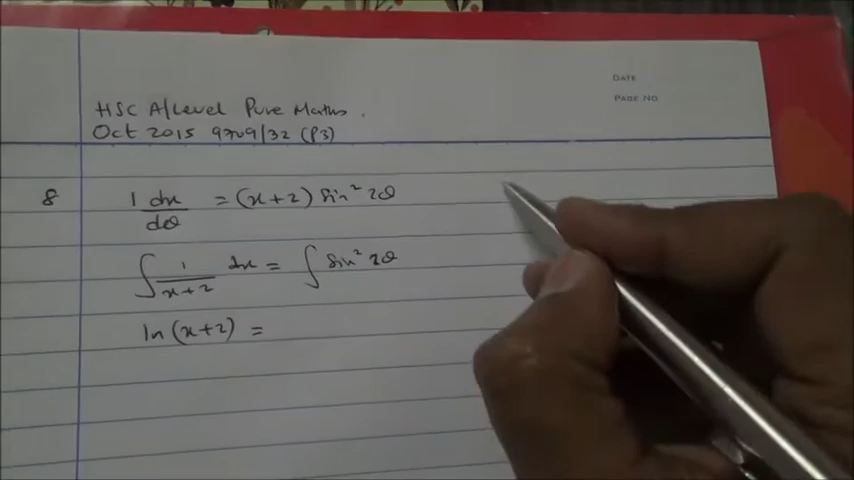 DATE
PAGE NO
HSC A/Level Pure Maths.
Oct 2015 9709/32 (P3)
8 1 dx/dθ = (x+2) sin² 2θ
∫ 1/(x+2) dx = ∫ sin² 2θ
ln (x+2) =